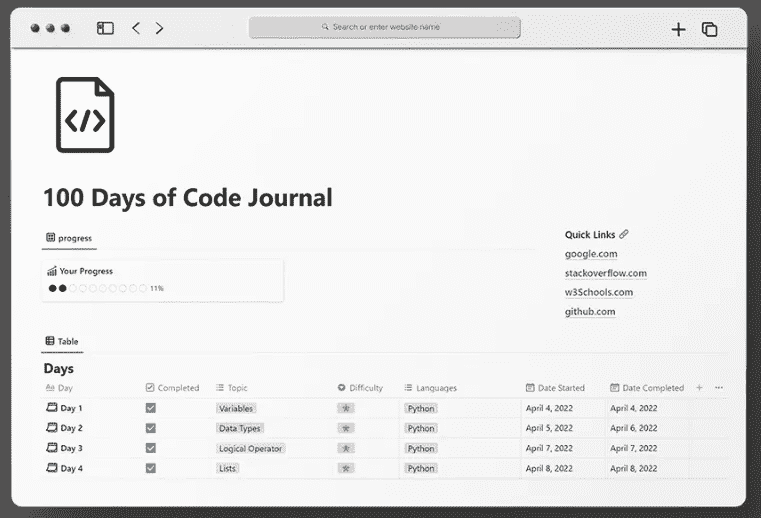 Search or enter website name
</>
100 Days of Code Journal
progress
Your Progress
11%
Quick Links
google.com
stackoverflow.com
w3Schools.com
github.com
Table
Days
Aa Day Completed Topic Difficulty Languages Date Started Date Completed + ...
Day 1 Variables Python April 4, 2022 April 4, 2022
Day 2 Data Types Python April 5, 2022 April 6, 2022
Day 3 Logical Operator Python April 7, 2022 April 7, 2022
Day 4 Lists Python April 8, 2022 April 8, 2022